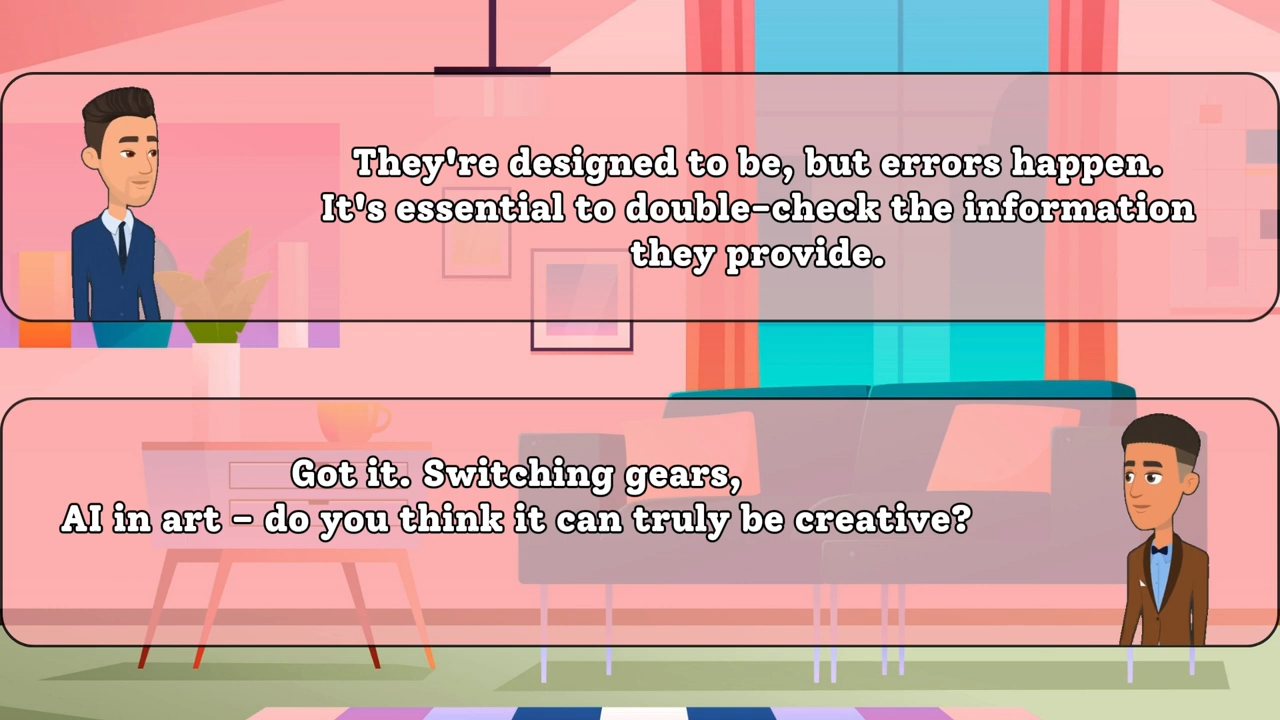 They're designed to be, but errors happen.
It's essential to double-check the information
they provide.
Got it. Switching gears,
AI in art - do you think it can truly be creative?